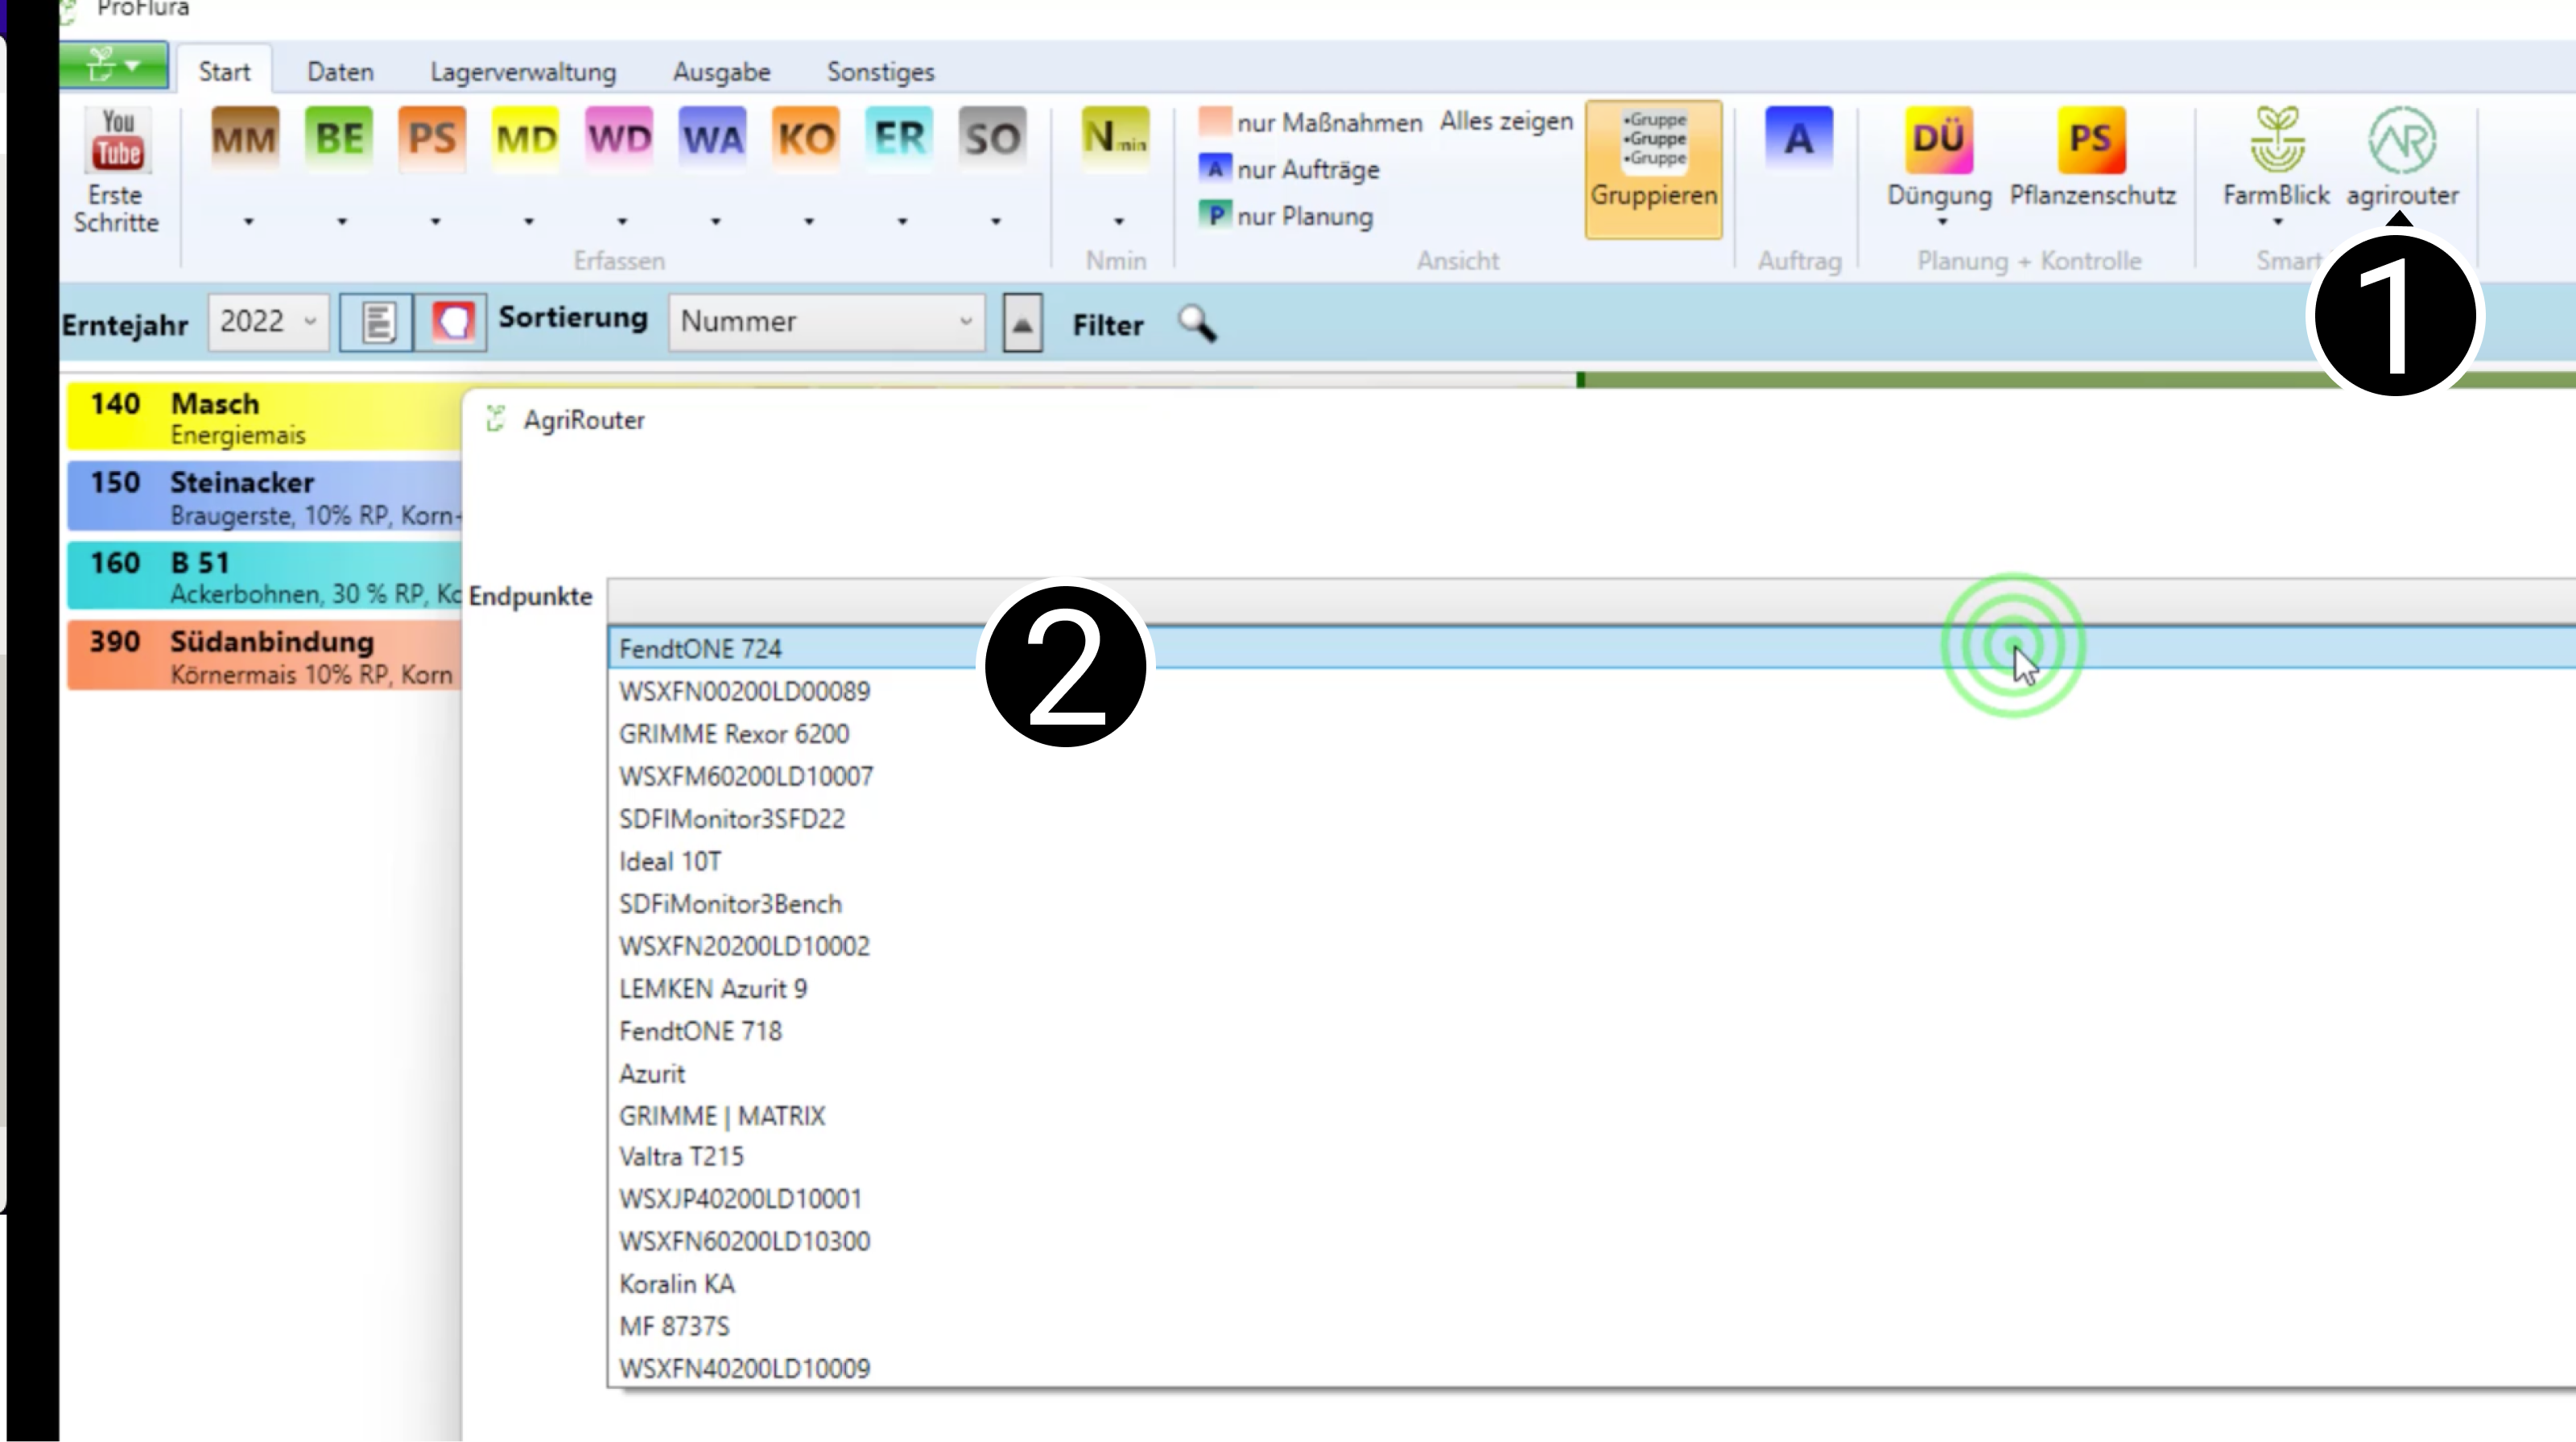 ProFlura
Start Daten Lagerverwaltung Ausgabe Sonstiges
You Tube Erste Schritte
MM BE PS MD WD WA KO ER SO
Erfassen
Nmin
Nmin
nur Maßnahmen Alles zeigen
A nur Aufträge
P nur Planung
Ansicht
•Gruppe
•Gruppe
•Gruppe
Gruppieren
A
Auftrag
DÜ PS
Düngung Pflanzenschutz
Planung + Kontrolle
AR
FarmBlick agrirouter
Smart
1
Erntejahr 2022 Sortierung Nummer Filter
140 Masch
Energiemais
150 Steinacker
Braugerste, 10% RP, Korn-
160 B 51
Ackerbohnen, 30 % RP, Ko
390 Südanbindung
Körnermais 10% RP, Korn
AgriRouter
Endpunkte
2
FendtONE 724
WSXFN00200LD00089
GRIMME Rexor 6200
WSXFM60200LD10007
SDFIMonitor3SFD22
Ideal 10T
SDFiMonitor3Bench
WSXFN20200LD10002
LEMKEN Azurit 9
FendtONE 718
Azurit
GRIMME | MATRIX
Valtra T215
WSXJP40200LD10001
WSXFN60200LD10300
Koralin KA
MF 8737S
WSXFN40200LD10009